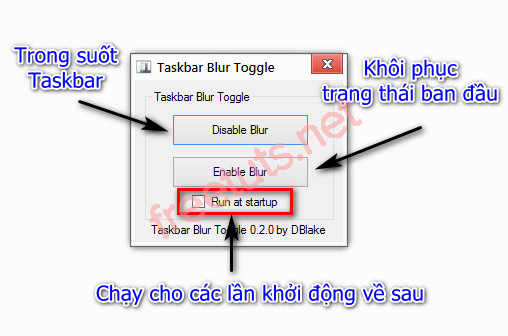 Trong suốt
Taskbar
Taskbar Blur Toggle
Khôi phục
trạng thái ban đầu
Taskbar Blur Toggle
Disable Blur
Enable Blur
Run at startup
freetuts.net
Taskbar Blur Toggle 0.2.0 by DBlake
Chạy cho các lần khởi động về sau